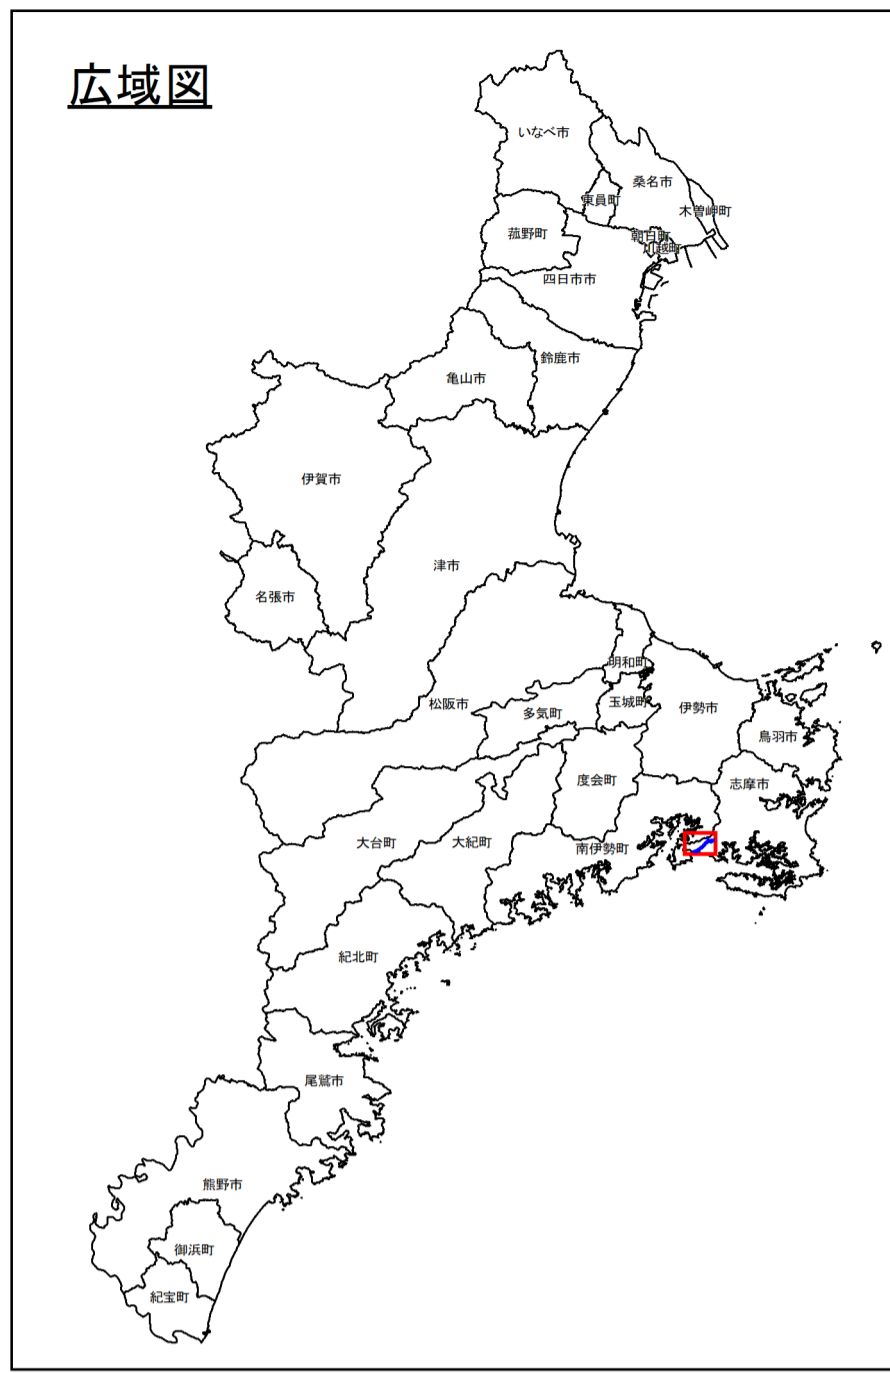 広域図
いなべ市
桑名市
東員町
木曽岬町
菰野町
朝日町
川越町
四日市市
鈴鹿市
亀山市
伊賀市
津市
名張市
明和町
松阪市
多気町
玉城町
伊勢市
鳥羽市
度会町
志摩市
大台町
大紀町
南伊勢町
紀北町
尾鷲市
熊野市
御浜町
紀宝町